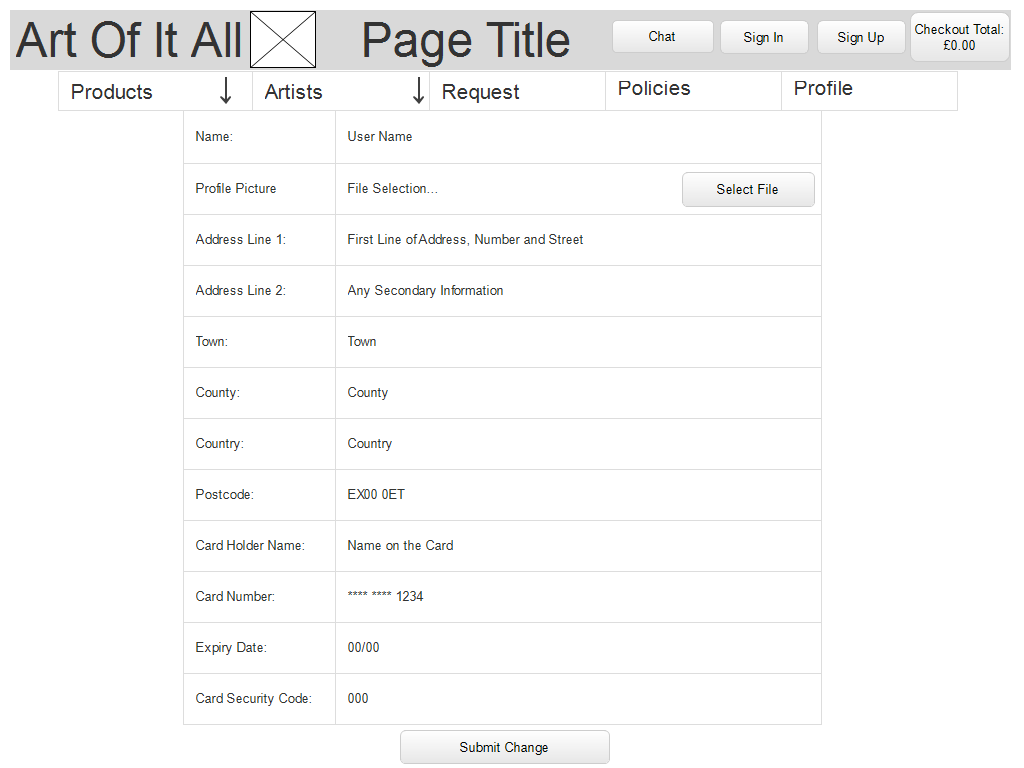 Art Of It All
Page Title
Chat
Sign In
Sign Up
Checkout Total:
£0.00
Products
Artists
Request
Policies
Profile
Name:
User Name
Profile Picture
File Selection...
Select File
Address Line 1:
First Line of Address, Number and Street
Address Line 2:
Any Secondary Information
Town:
Town
County:
County
Country:
Country
Postcode:
EX00 0ET
Card Holder Name:
Name on the Card
Card Number:
**** **** 1234
Expiry Date:
00/00
Card Security Code:
000
Submit Change